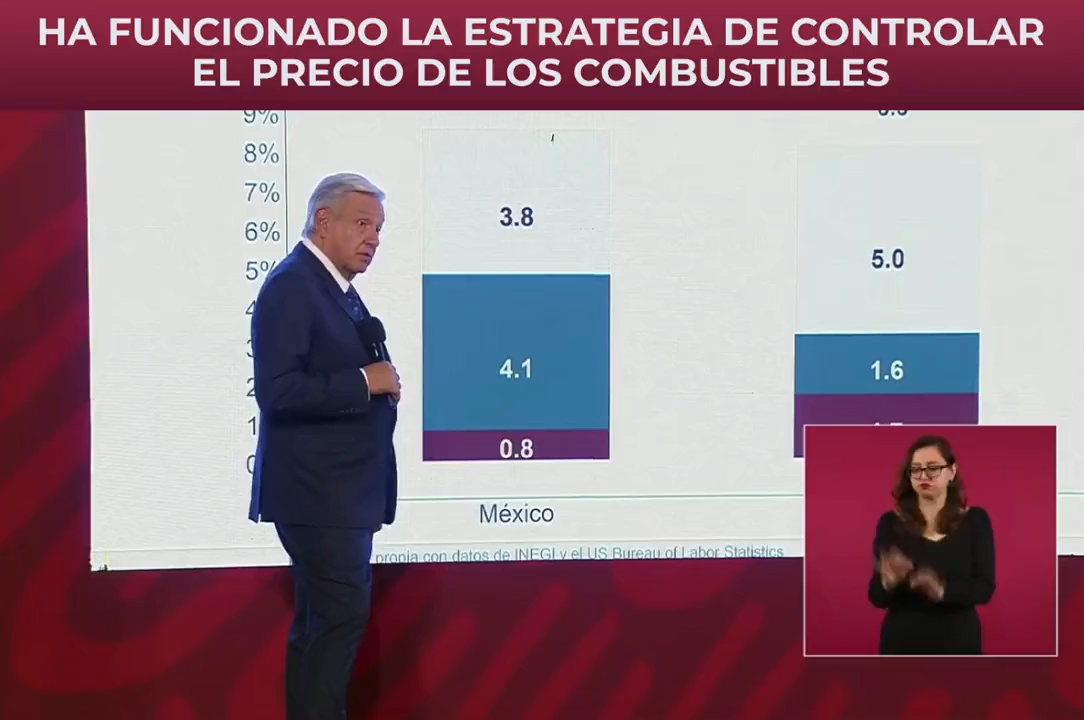 HA FUNCIONADO LA ESTRATEGIA DE CONTROLAR
EL PRECIO DE LOS COMBUSTIBLES
9%
8%
7%
6%
5%
3.8
5.0
4.1
1.6
0.8
México
propia con datos de INEGI y el US Bureau of Labor Statistics